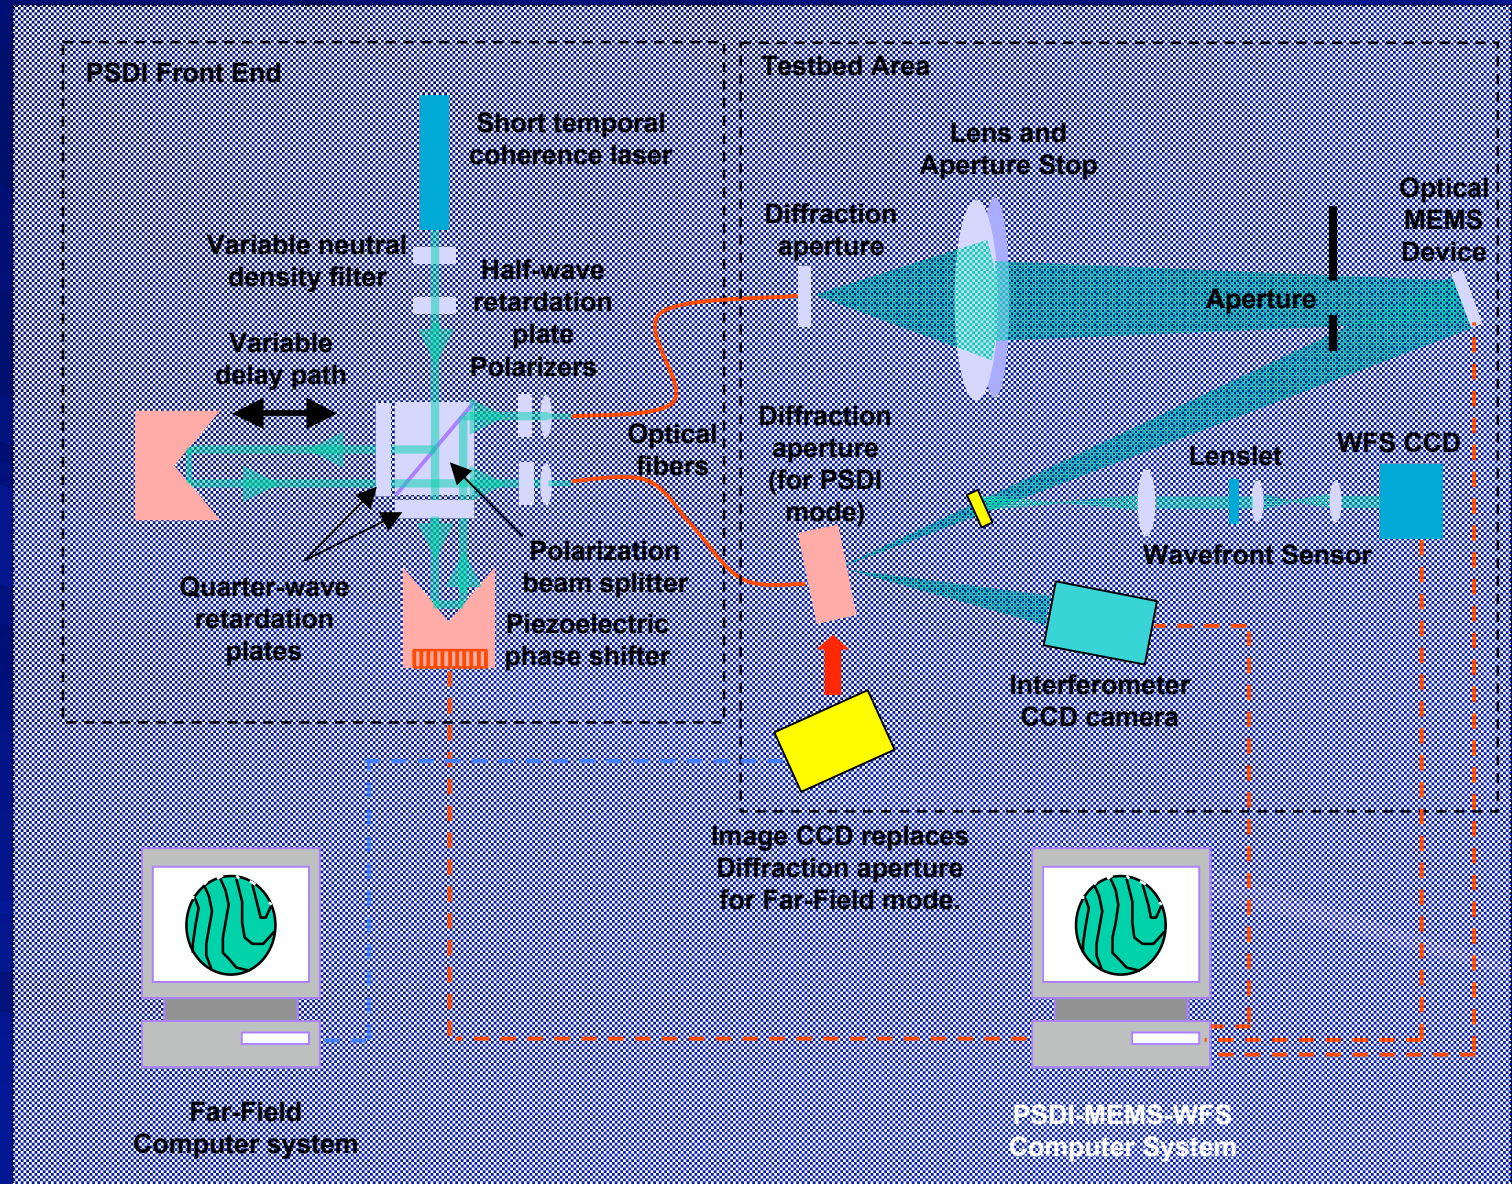 PSDI Front End
Testbed Area
Short temporal
coherence laser
Lens and
Aperture Stop
Optical
MEMS
Device
Diffraction
aperture
Variable neutral
density filter
Half-wave
retardation
plate
Polarizers
Aperture
Variable
delay path
Diffraction
aperture
(for PSDI
mode)
Optical
fibers
WFS CCD
Lenslet
Wavefront Sensor
Polarization
beam splitter
Quarter-wave
retardation
plates
Piezoelectric
phase shifter
Interferometer
CCD camera
Image CCD replaces
Diffraction aperture
for Far-Field mode.
Far-Field
Computer system
PSDI-MEMS-WFS
Computer System